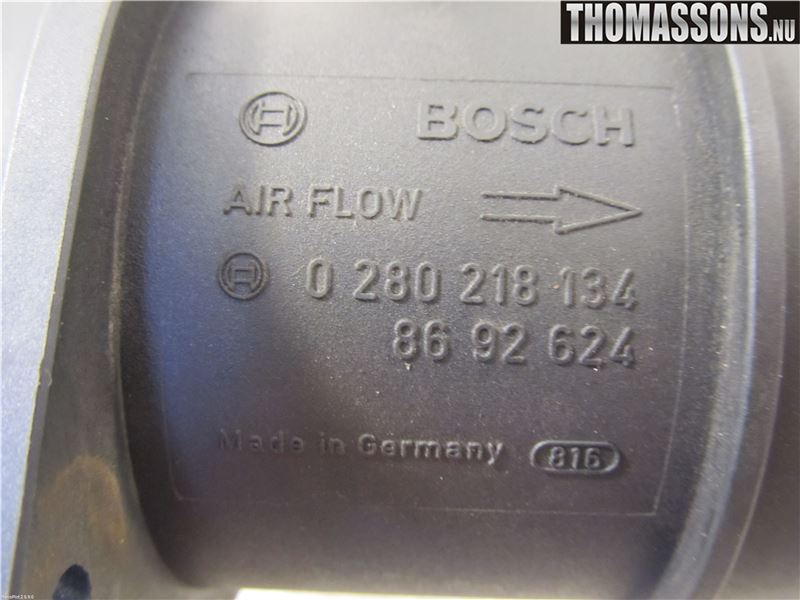 THOMASSONS.NU
BOSCH
AIR FLOW
0 280 218 134
86 92 624
Made in Germany 816